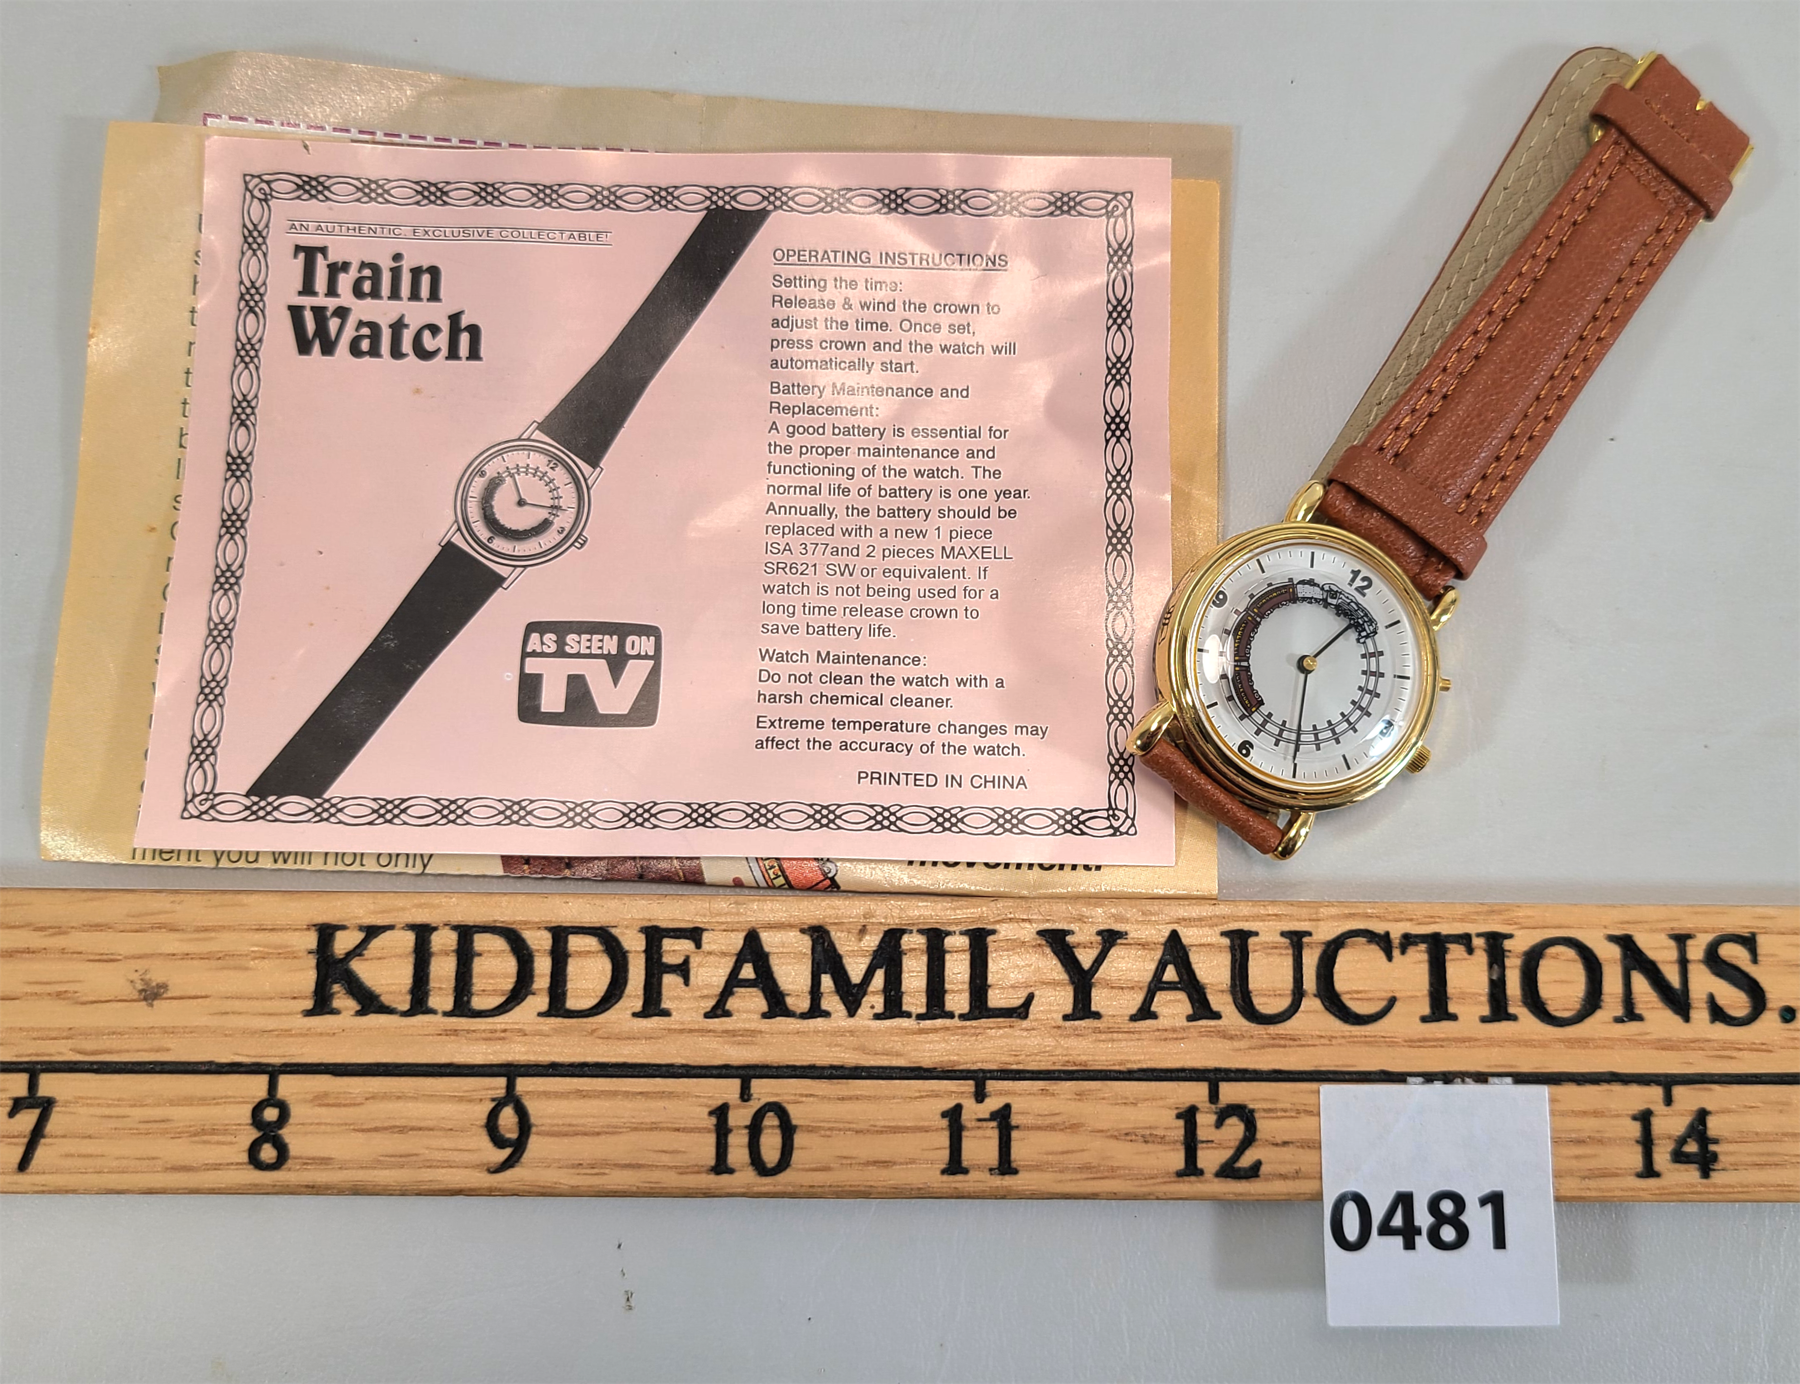 AN AUTHENTIC, EXCLUSIVE COLLECTABLE!
Train
Watch
AS SEEN ON
TV
OPERATING INSTRUCTIONS
Setting the time:
Release & wind the crown to
adjust the time. Once set,
press crown and the watch will
automatically start.
Battery Maintenance and
Replacement:
A good battery is essential for
the proper maintenance and
functioning of the watch. The
normal life of battery is one year.
Annually, the battery should be
replaced with a new 1 piece
ISA 377and 2 pieces MAXELL
SR621 SW or equivalent. If
watch is not being used for a
long time release crown to
save battery life.
Watch Maintenance:
Do not clean the watch with a
harsh chemical cleaner.
Extreme temperature changes may
affect the accuracy of the watch.
PRINTED IN CHINA
12
3
6
9
12
3
6
9
ment you will not only
movement.
KIDDFAMILYAUCTIONS.
7 8 9 10 11 12 14
0481